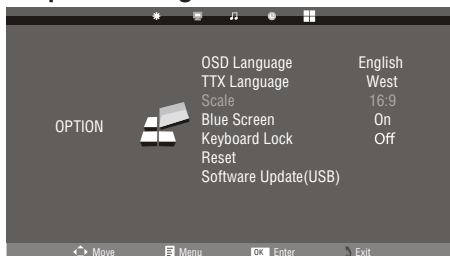 OSD Language English
TTX Language West
Scale 16:9
OPTION
Blue Screen On
Keyboard Lock Off
Reset
Software Update(USB)
Move Menu OK Enter Exit